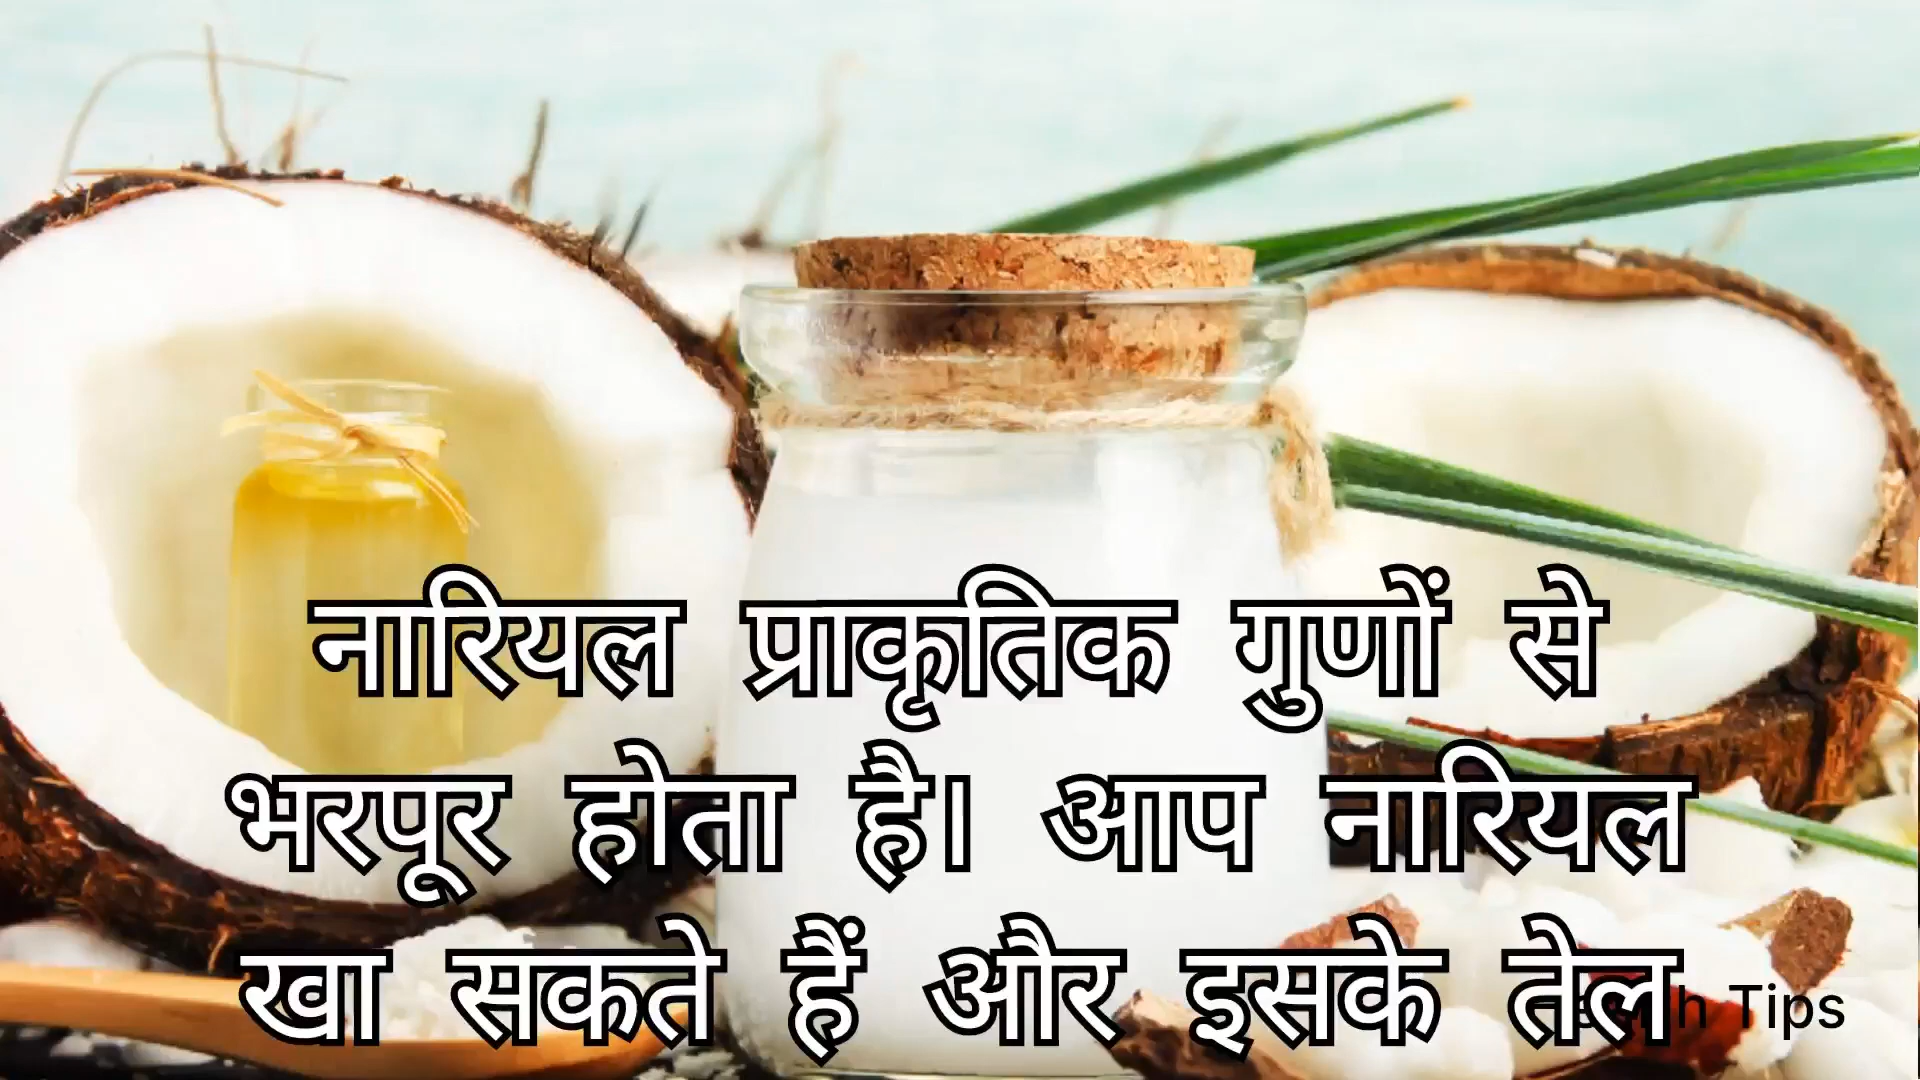 नारियल प्राकृतिक गुणों से
भरपूर होता है। आप नारियल
खा सकते हैं और इसके तेल
Tips